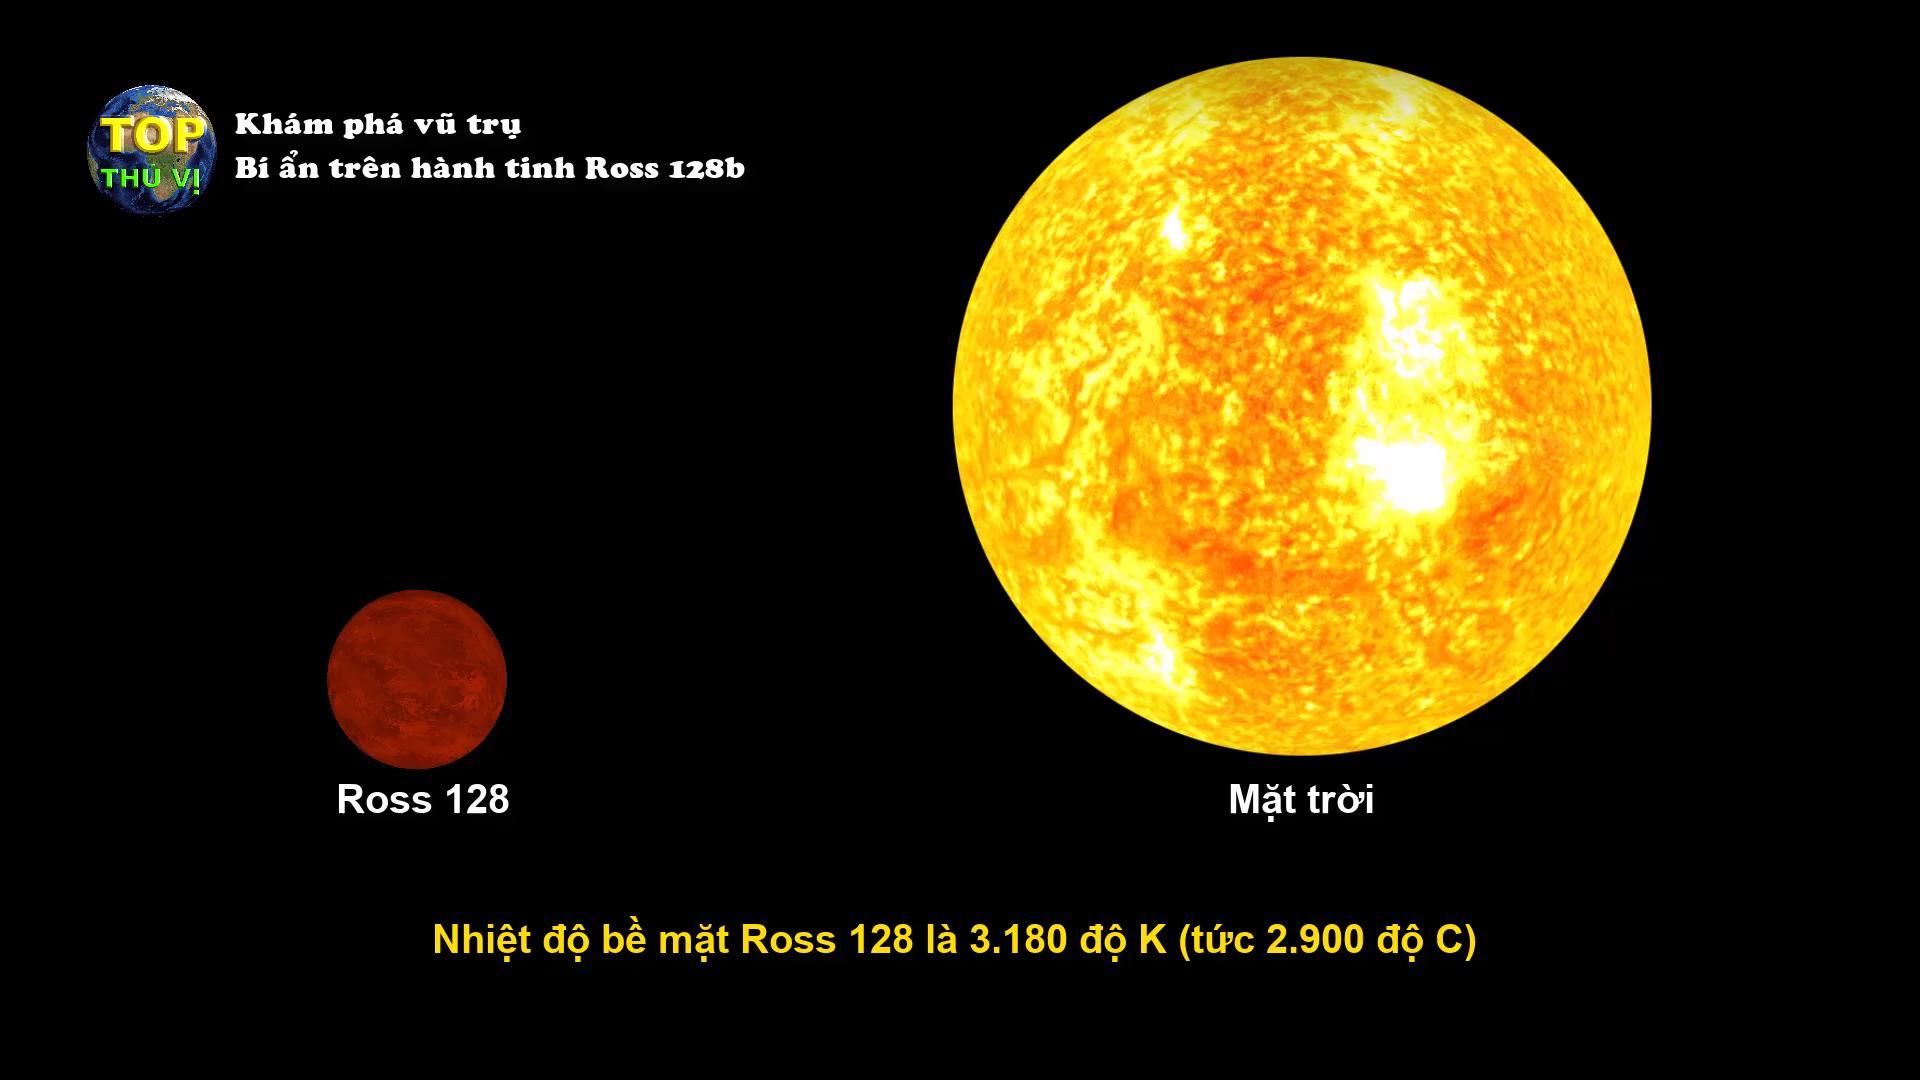 TOP
THÚ VỊ
Khám phá vũ trụ
Bí ẩn trên hành tinh Ross 128b
Ross 128
Mặt trời
Nhiệt độ bề mặt Ross 128 là 3.180 độ K (tức 2.900 độ C)